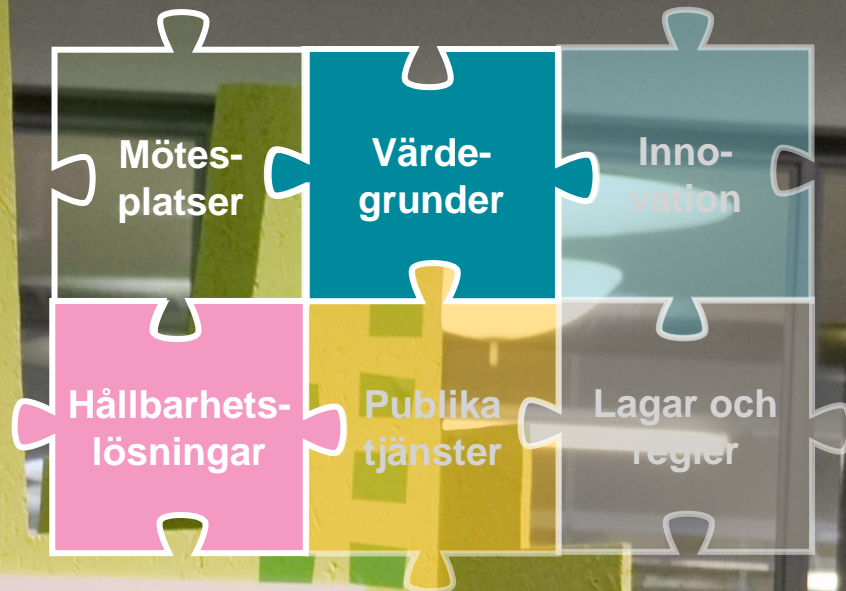 Mötes-
platser
Värde-
grunder
Inno-
vation
Hållbarhets-
lösningar
Publika
tjänster
Lagar och
regler